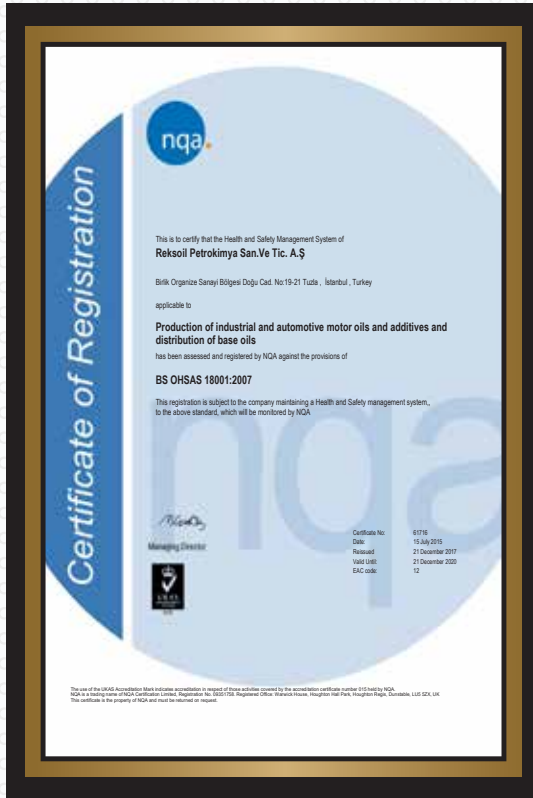 Certificate of Registration
nqa.
This is to certify that the Health and Safety Management System of
Reksoil Petrokimya San.Ve Tic. A.Ş
Birlik Organize Sanayi Bölgesi Doğu Cad. No:19-21 Tuzla , İstanbul , Turkey
applicable to
Production of industrial and automotive motor oils and additives and
distribution of base oils
has been assessed and registered by NQA against the provisions of
BS OHSAS 18001:2007
This registration is subject to the company maintaining a Health and Safety management system,,
to the above standard, which will be monitored by NQA
nqa
Managing Director
Certificate No: 61716
Date: 15 July 2015
Reissued 21 December 2017
Valid Until: 21 December 2020
EAC code: 12
UKAS
The use of the UKAS Accreditation Mark indicates accreditation in respect of those activities covered by the accreditation certificate number 015 held by NQA.
NQA is a trading name of NQA Certification Limited, Registration No. 09351758. Registered Office: Warwick House, Houghton Hall Park, Houghton Regis, Dunstable, LU5 5ZX, UK
This certificate is the property of NQA and must be returned on request.